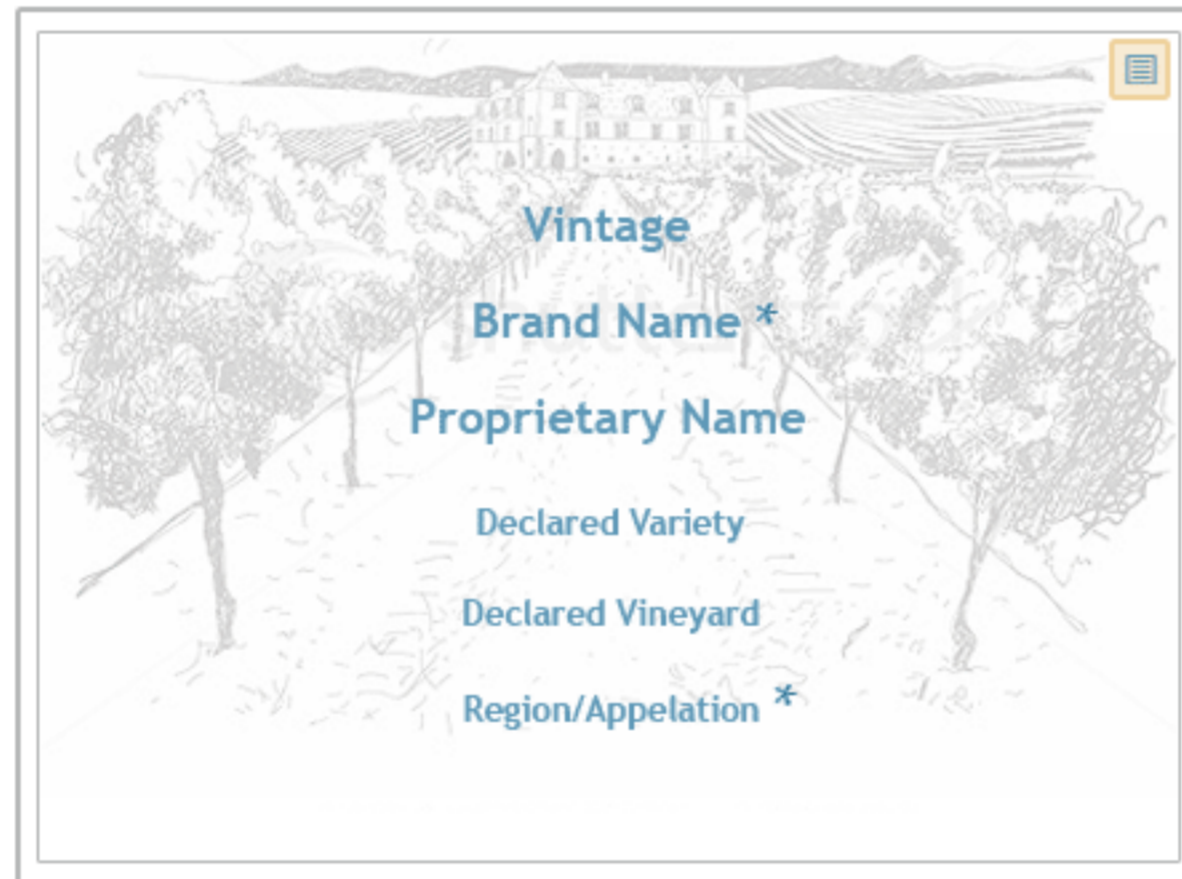 Vintage
Brand Name *
Proprietary Name
Declared Variety
Declared Vineyard
Region/Appelation *